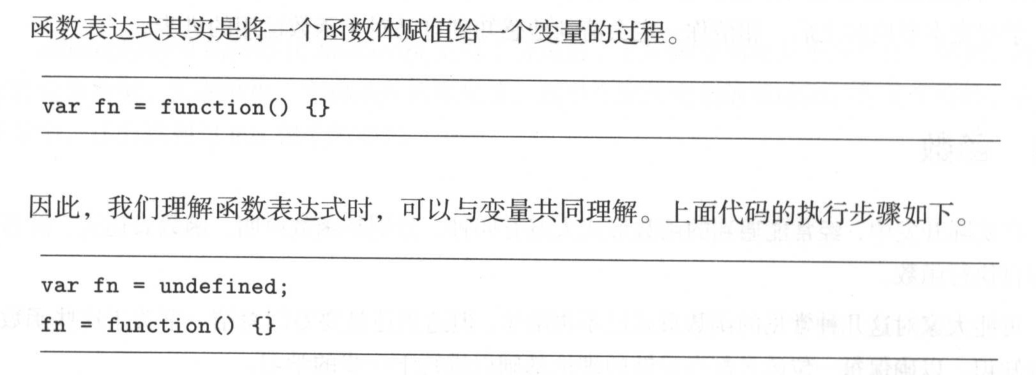 函数表达式其实是将一个函数体赋值给一个变量的过程。
var fn = function() {}
因此，我们理解函数表达式时，可以与变量共同理解。上面代码的执行步骤如下。
var fn = undefined;
fn = function() {}